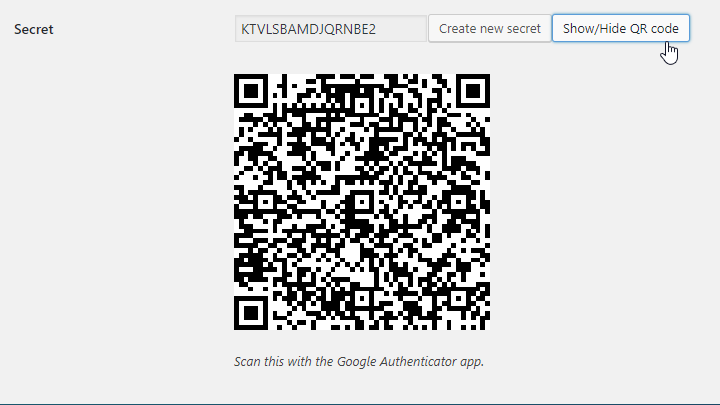 Secret KTVLSBAMDJQRNBE2 Create new secret Show/Hide QR code
Scan this with the Google Authenticator app.